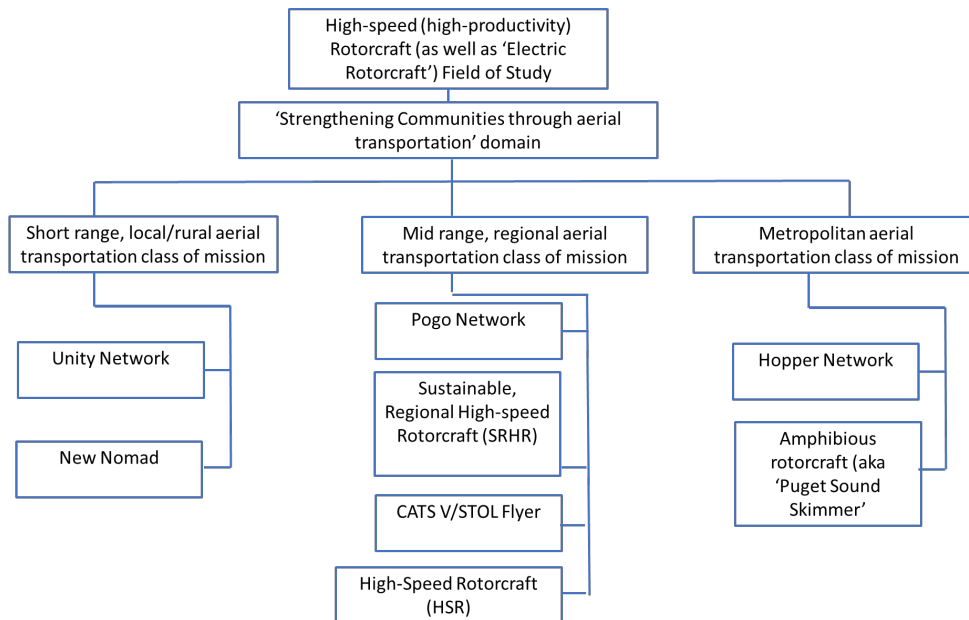 High-speed (high-productivity)
Rotorcraft (as well as ‘Electric
Rotorcraft’) Field of Study
‘Strengthening Communities through aerial
transportation’ domain
Short range, local/rural aerial
transportation class of mission
Mid range, regional aerial
transportation class of mission
Metropolitan aerial
transportation class of mission
Unity Network
New Nomad
Pogo Network
Sustainable,
Regional High-speed
Rotorcraft (SRHR)
CATS V/STOL Flyer
High-Speed Rotorcraft
(HSR)
Hopper Network
Amphibious
rotorcraft (aka
‘Puget Sound
Skimmer’